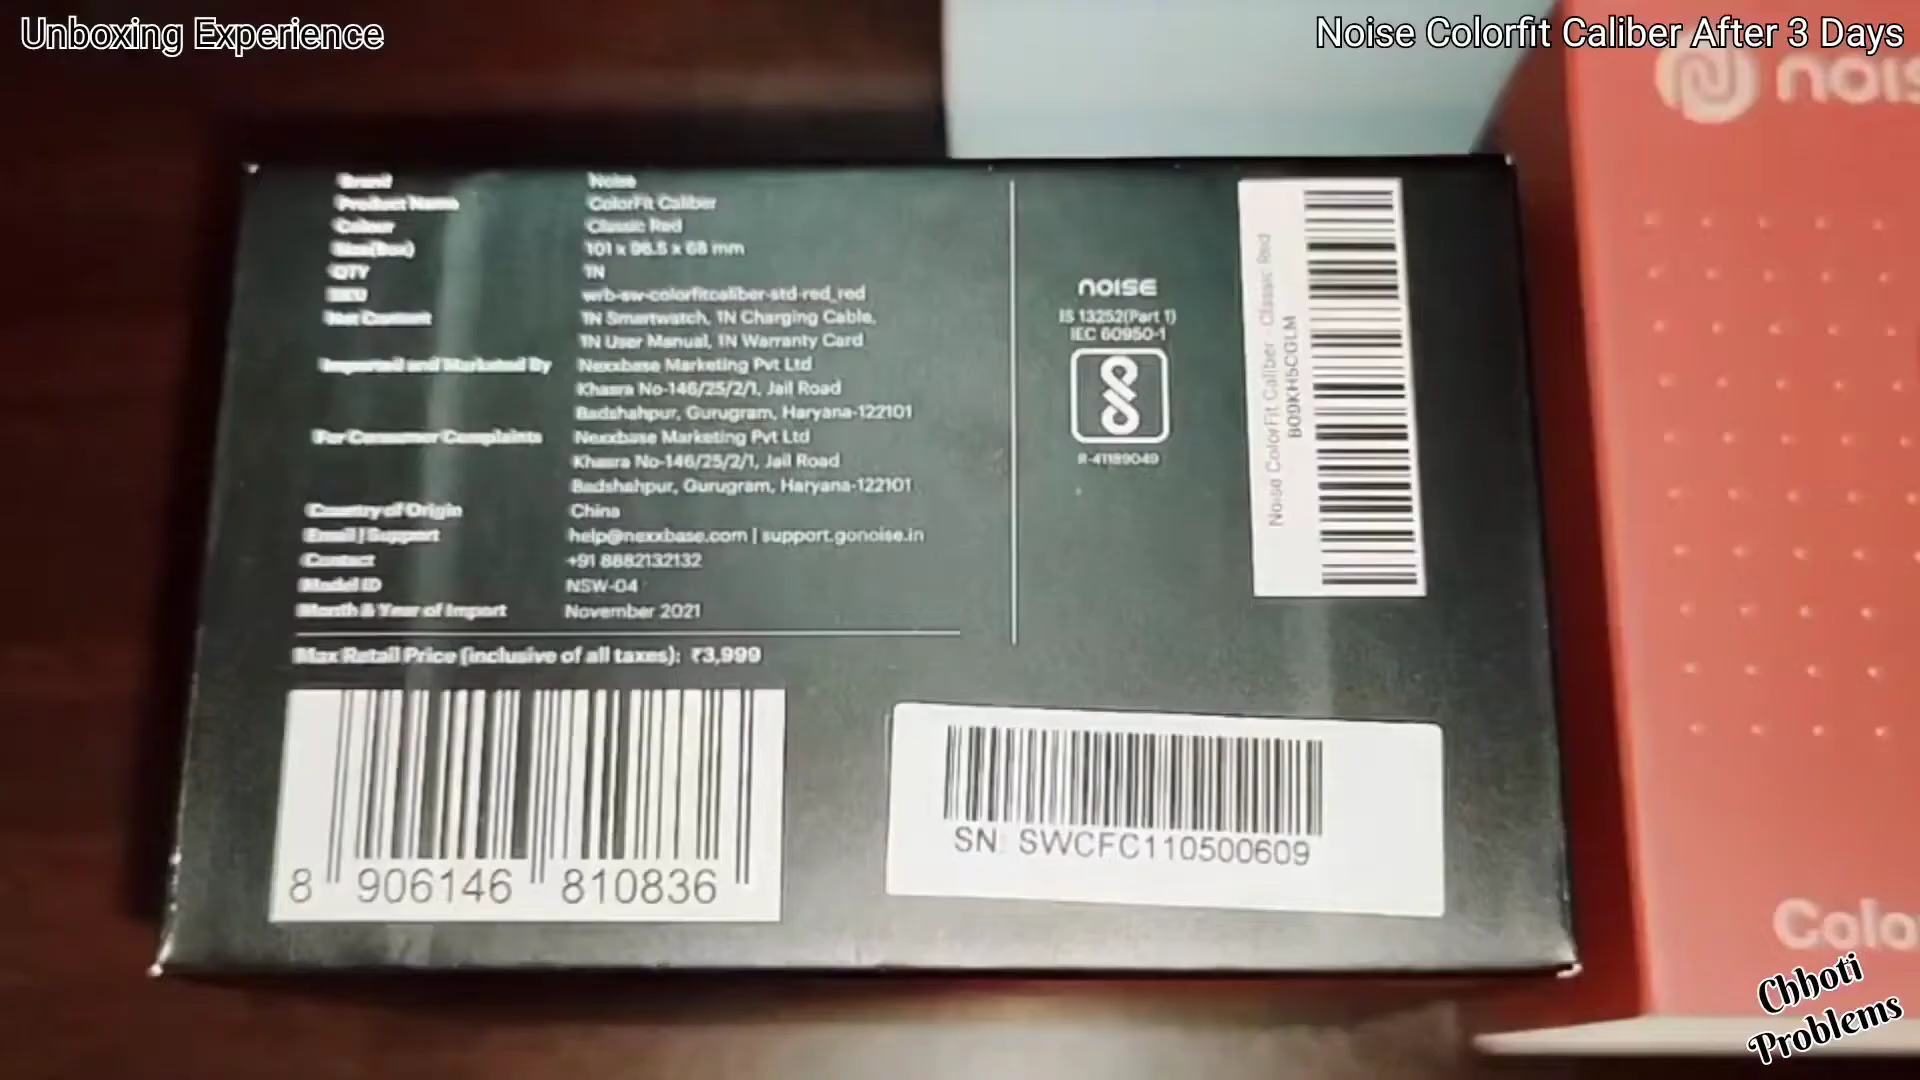 Unboxing Experience
Noise Colorfit Caliber After 3 Days
Brand Noise
Product Name ColorFit Caliber
Colour Classic Red
Size(Box) 101 x 98.5 x 68 mm
QTY 1N
SKU wrb-sw-colorfitcaliber-std-red_red
Net Content 1N Smartwatch, 1N Charging Cable,
1N User Manual, 1N Warranty Card
Imported and Marketed By Nexxbase Marketing Pvt Ltd
Khasra No-146/25/2/1, Jail Road
Badshahpur, Gurugram, Haryana-122101
For Consumer Complaints Nexxbase Marketing Pvt Ltd
Khasra No-146/25/2/1, Jail Road
Badshahpur, Gurugram, Haryana-122101
Country of Origin China
Email | Support help@nexxbase.com | support.gonoise.in
Contact +91 8882132132
Model ID NSW-04
Month & Year of Import November 2021
Max Retail Price (inclusive of all taxes): ₹3,999
8 906146 810836
noise
IS 13252(Part 1)
IEC 60950-1
R-41189049
Noise ColorFit Caliber - Classic Red
B09KH5CGLM
SN: SWCFC110500609
nois
Colo
Chhoti
Problems